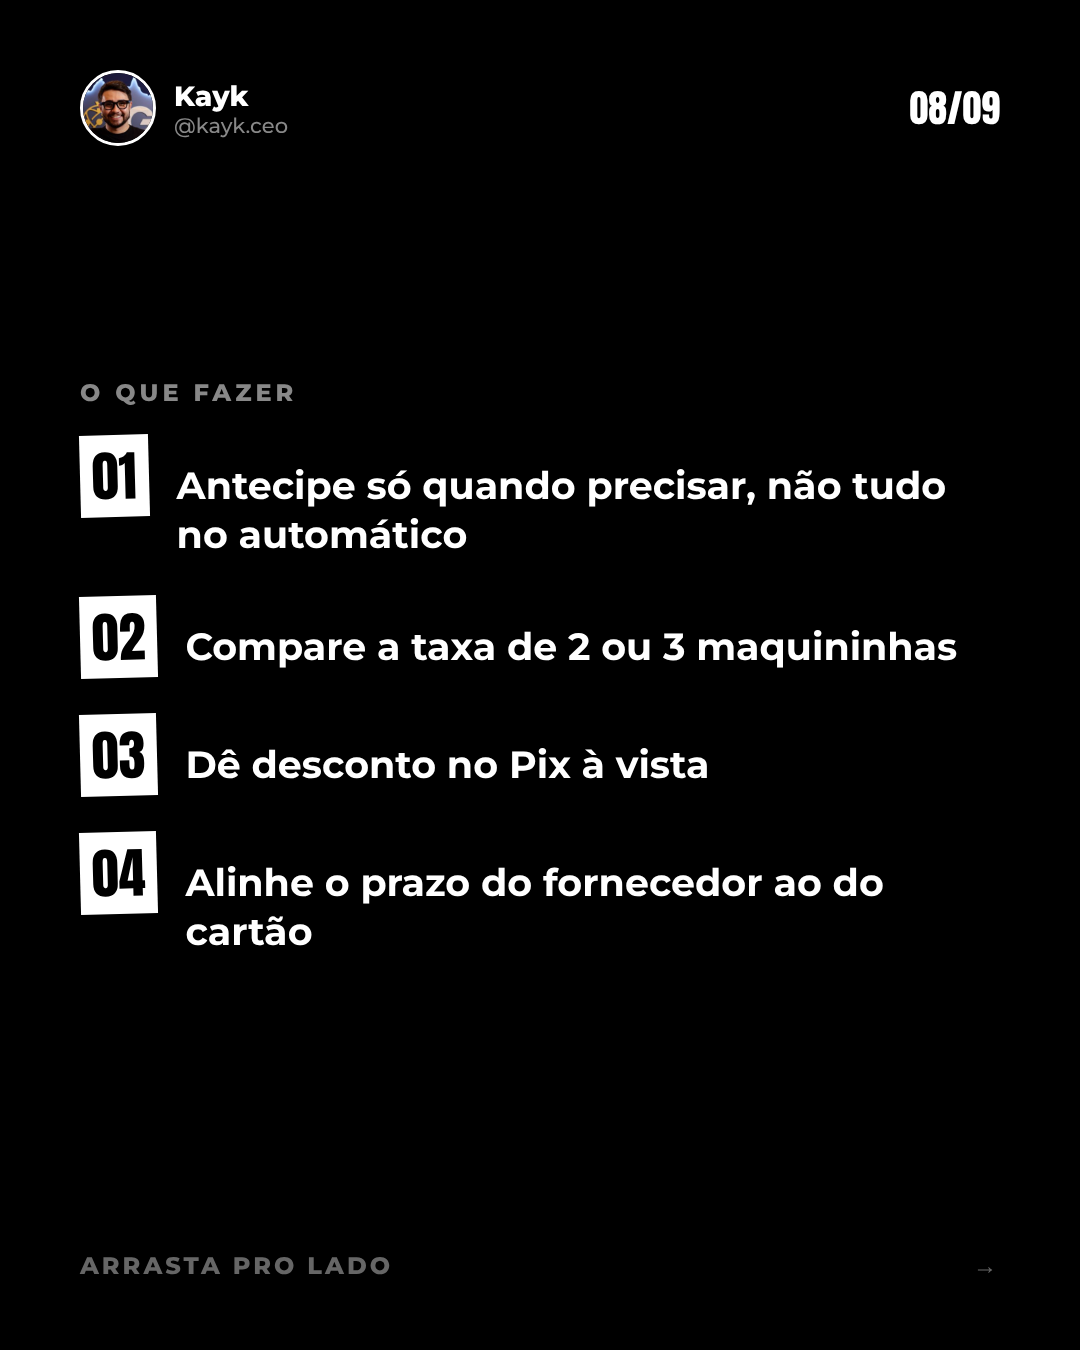 Kayk
@kayk.ceo
08/09
O QUE FAZER
01
Antecipe só quando precisar, não tudo
no automático
02
Compare a taxa de 2 ou 3 maquininhas
03
Dê desconto no Pix à vista
04
Alinhe o prazo do fornecedor ao do
cartão
ARRASTA PRO LADO
→